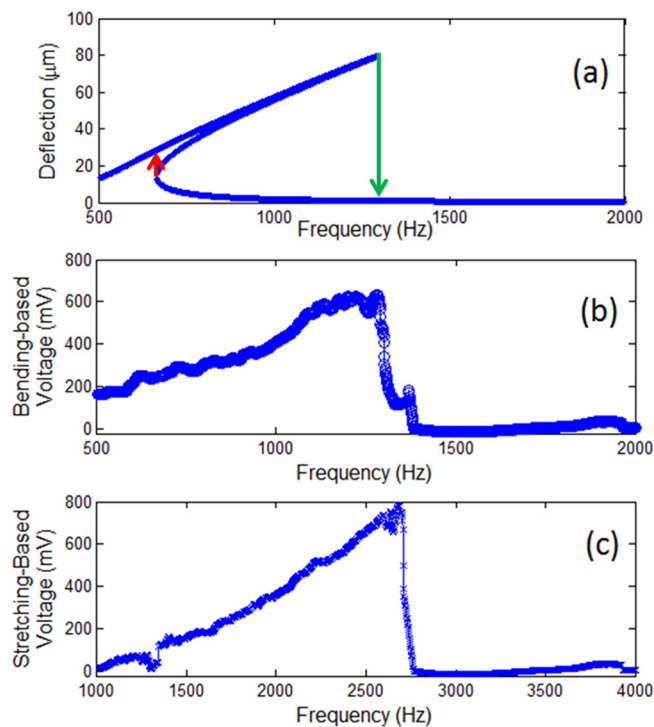 100
80
60
40
20
0
Deflection (μm)
(a)
500 1000 1500 2000
Frequency (Hz)
800
600
400
200
0
Bending-based
Voltage (mV)
(b)
500 1000 1500 2000
Frequency (Hz)
800
600
400
200
0
Stretching-Based
Voltage (mV)
(c)
1000 1500 2000 2500 3000 3500 4000
Frequency (Hz)